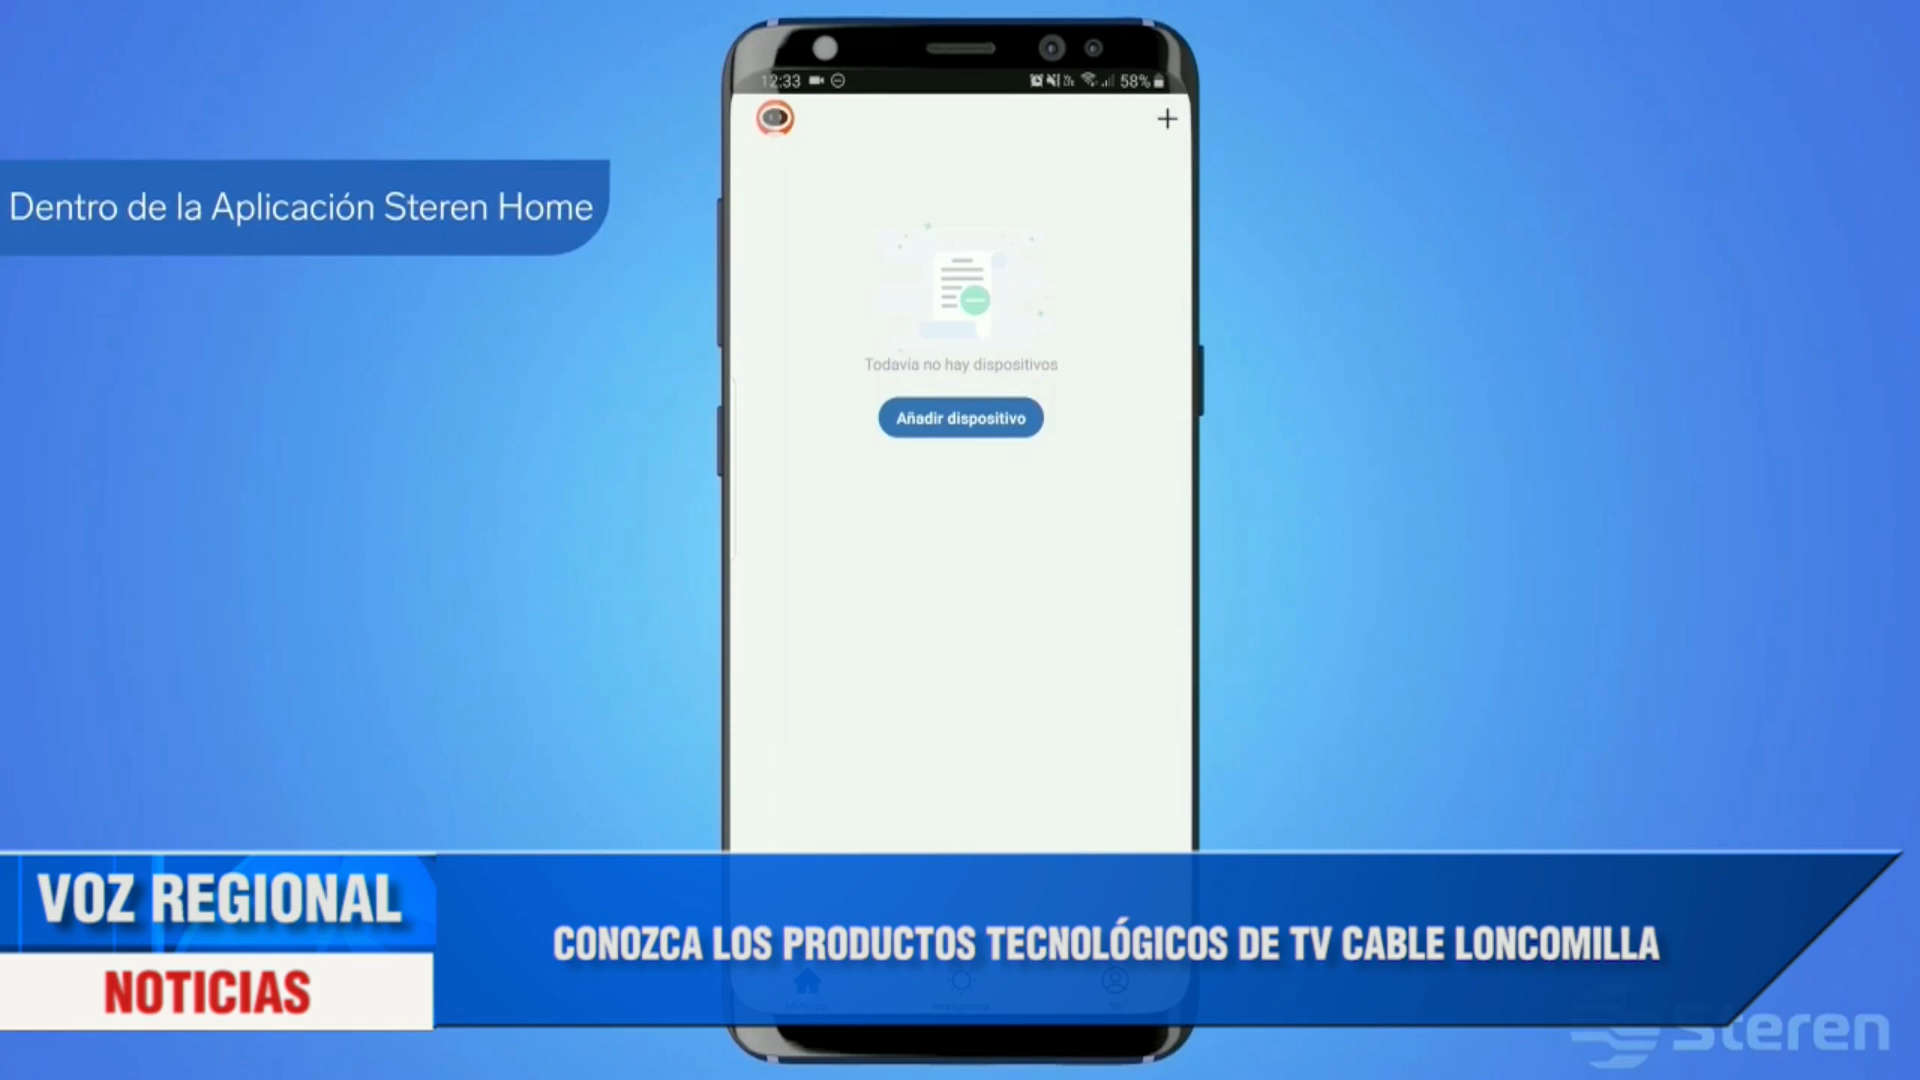 12:33
58%
Dentro de la Aplicación Steren Home
Todavía no hay dispositivos
Añadir dispositivo
VOZ REGIONAL
NOTICIAS
CONOZCA LOS PRODUCTOS TECNOLÓGICOS DE TV CABLE LONCOMILLA
Steren